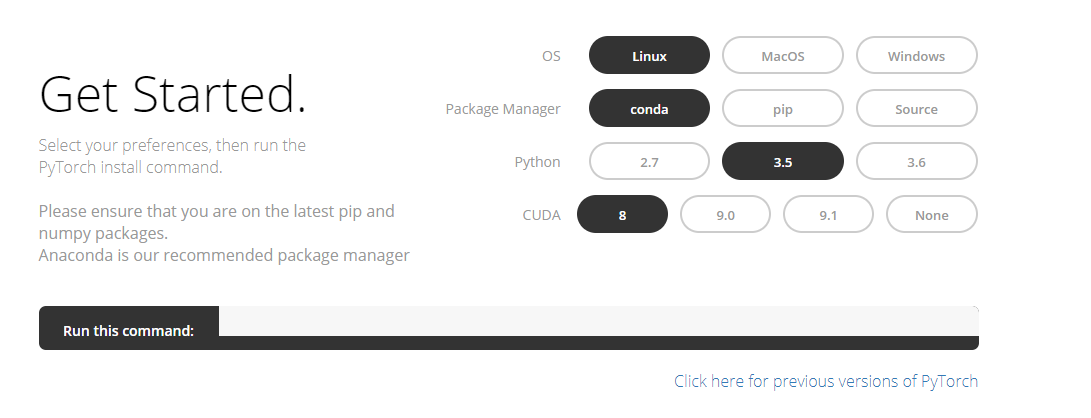 Get Started.
Select your preferences, then run the
PyTorch install command.
Please ensure that you are on the latest pip and
numpy packages.
Anaconda is our recommended package manager
OS Linux MacOS Windows
Package Manager conda pip Source
Python 2.7 3.5 3.6
CUDA 8 9.0 9.1 None
Run this command:
Click here for previous versions of PyTorch